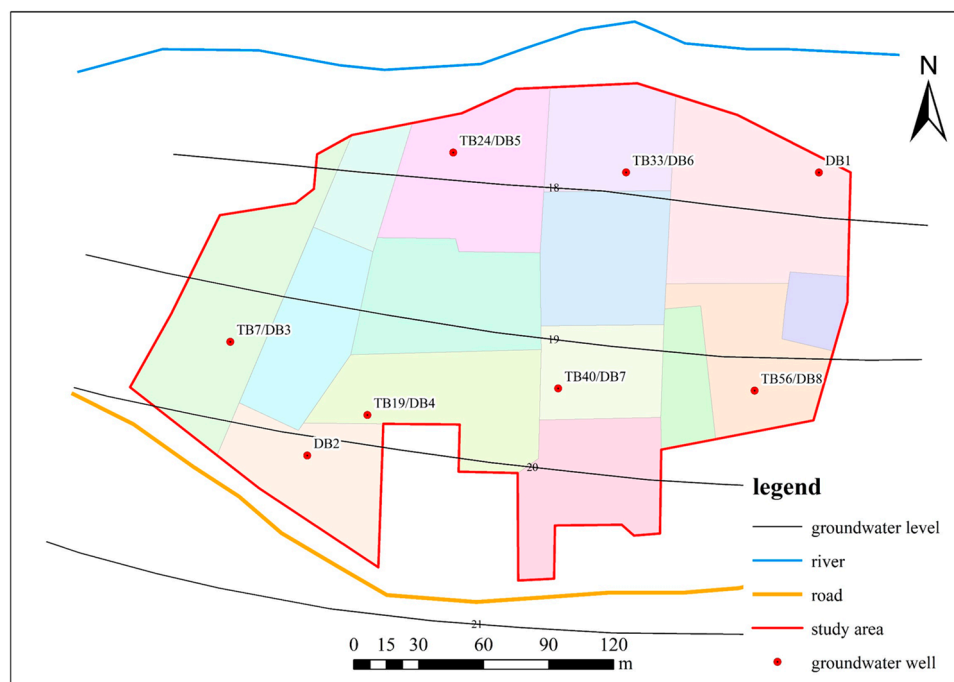 N
TB24/DB5
TB33/DB6
DB1
18
TB7/DB3
19
TB40/DB7
TB56/DB8
TB19/DB4
DB2
20
21
legend
groundwater level
river
road
study area
groundwater well
0 15 30 60 90 120
m